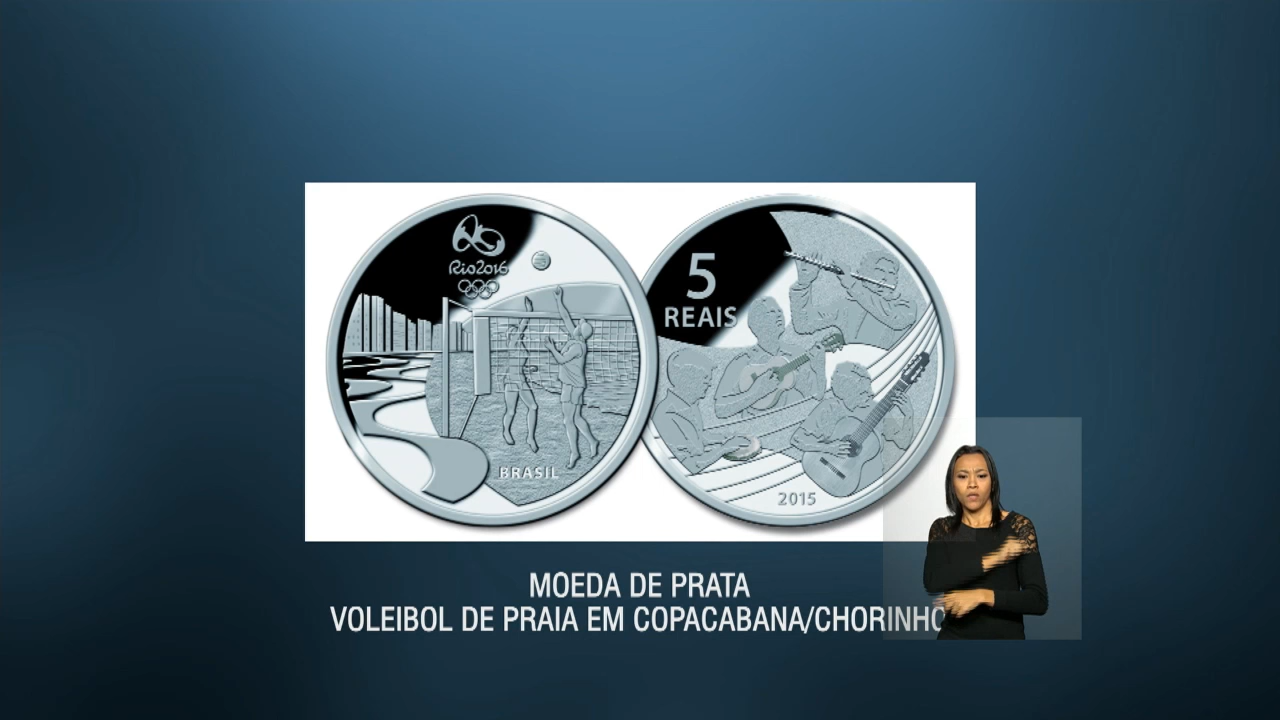 Rio2016
BRASIL
5
REAIS
2015
MOEDA DE PRATA
VOLEIBOL DE PRAIA EM COPACABANA/CHORINHO